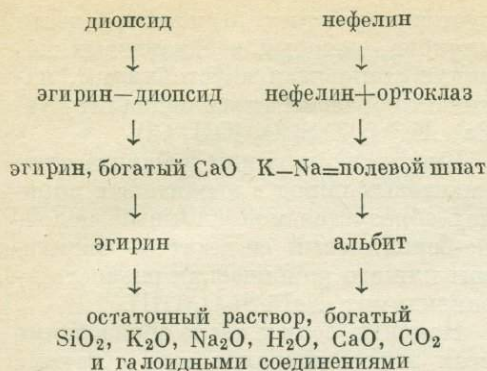 диопсид нефелин
↓ ↓
эгирин—диопсид нефелин+ортоклаз
↓ ↓
эгирин, богатый CaO K—Na=полевой шпат
↓ ↓
эгирин альбит
↓ ↓
остаточный раствор, богатый
SiO₂, K₂O, Na₂O, H₂O, CaO, CO₂
и галоидными соединениями